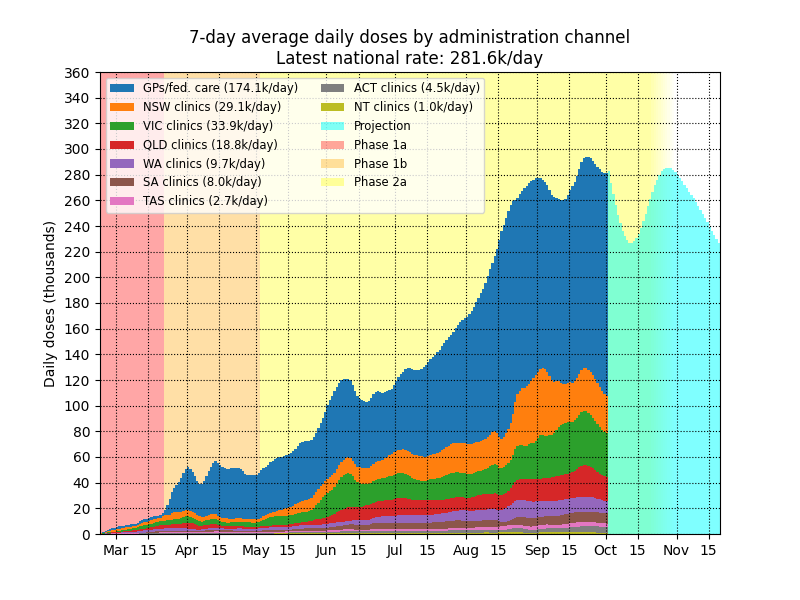 7-day average daily doses by administration channel
Latest national rate: 281.6k/day
Daily doses (thousands)
360
340
320
300
280
260
240
220
200
180
160
140
120
100
80
60
40
20
0
GPs/fed. care (174.1k/day)
NSW clinics (29.1k/day)
VIC clinics (33.9k/day)
QLD clinics (18.8k/day)
WA clinics (9.7k/day)
SA clinics (8.0k/day)
TAS clinics (2.7k/day)
ACT clinics (4.5k/day)
NT clinics (1.0k/day)
Projection
Phase 1a
Phase 1b
Phase 2a
Mar 15 Apr 15 May 15 Jun 15 Jul 15 Aug 15 Sep 15 Oct 15 Nov 15